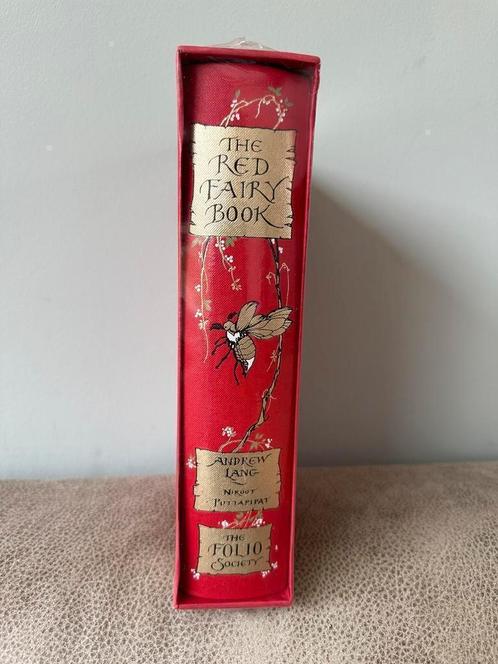 THE
RED
FAIRY
BOOK
ANDREW
LANG
NIROOT
PUTTAPIPAT
THE
FOLIO
SOCIETY